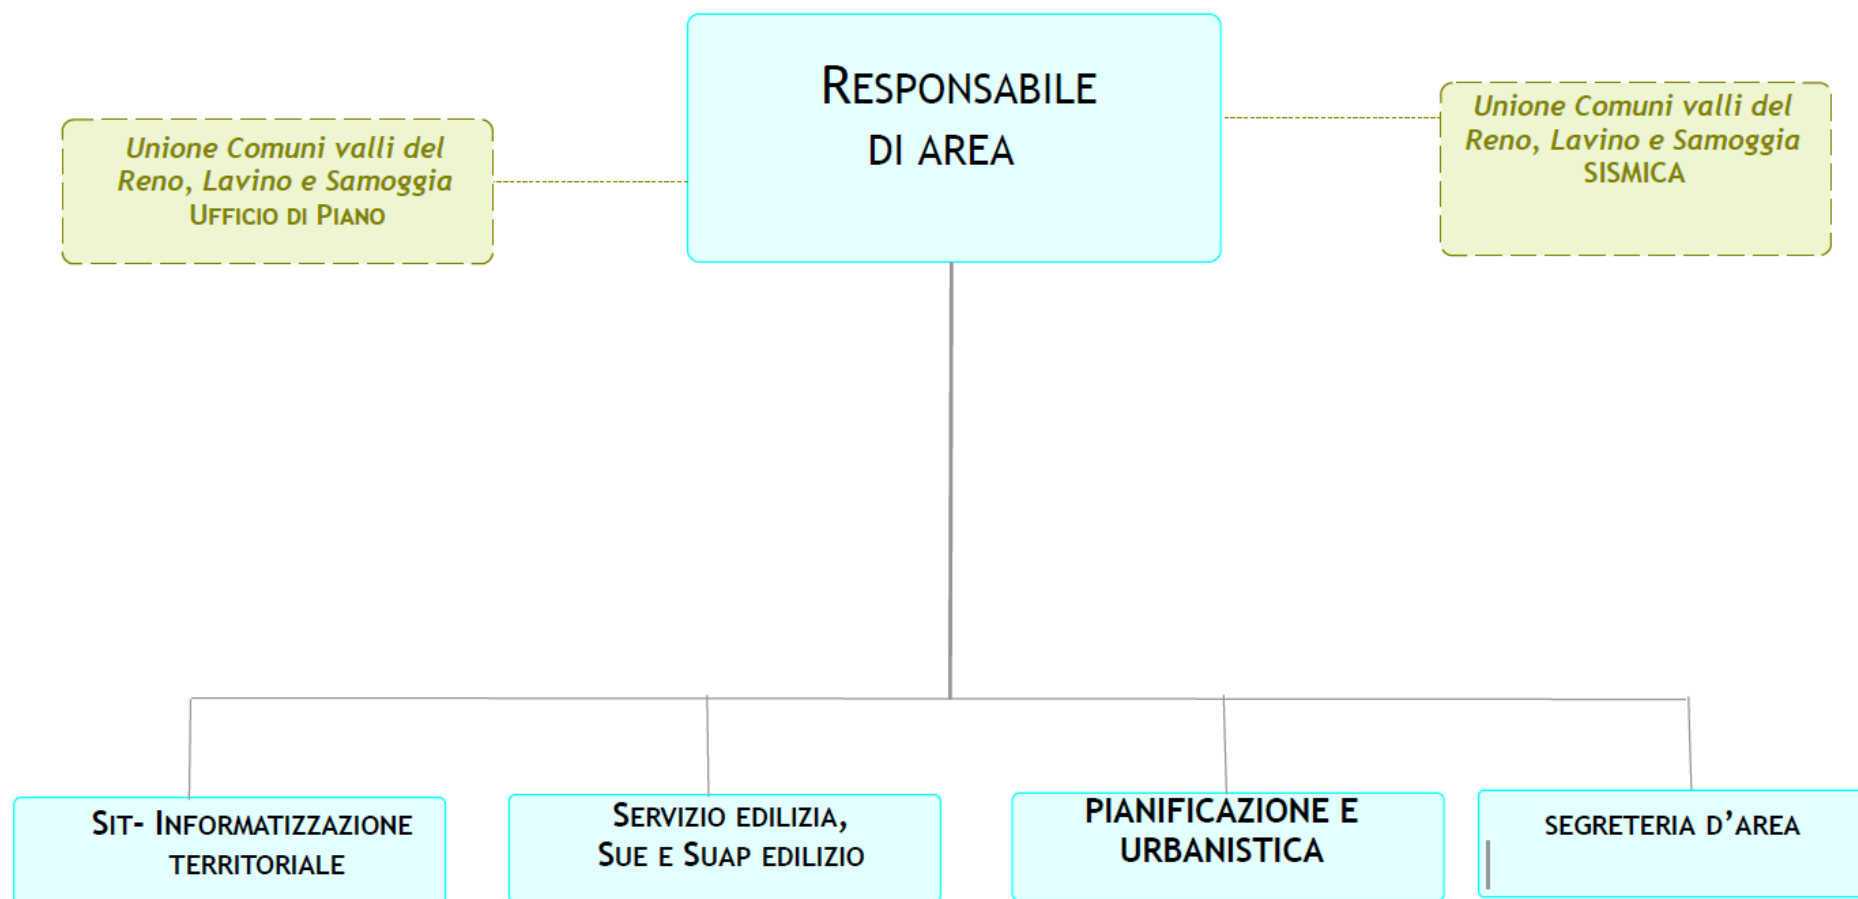 RESPONSABILE
DI AREA
Unione Comuni valli del
Reno, Lavino e Samoggia
UFFICIO DI PIANO
Unione Comuni valli del
Reno, Lavino e Samoggia
SISMICA
SIT- INFORMATIZZAZIONE
TERRITORIALE
SERVIZIO EDILIZIA,
SUE E SUAP EDILIZIO
PIANIFICAZIONE E
URBANISTICA
SEGRETERIA D’AREA